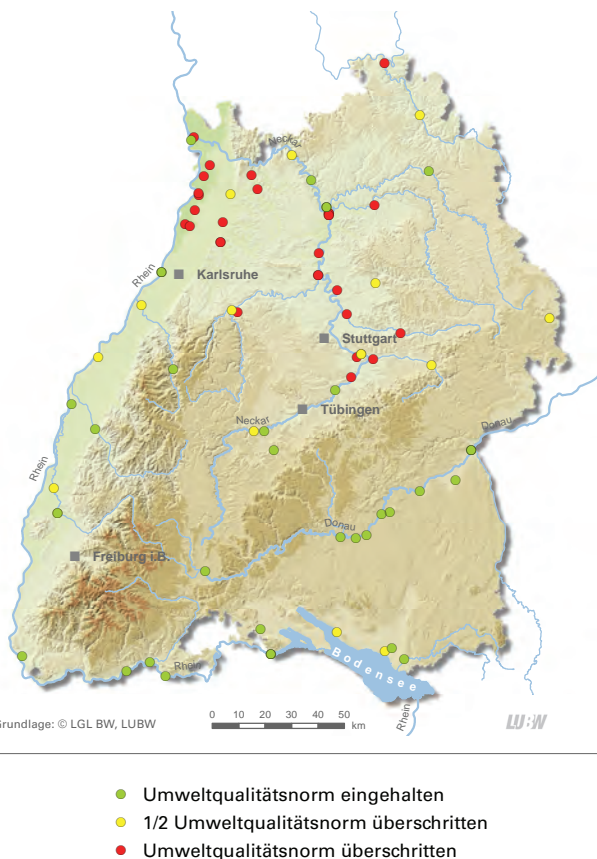 Neckar
Rhein
Karlsruhe
Stuttgart
Tübingen
Neckar
Donau
Rhein
Donau
Freiburg i.B.
Rhein
Bodensee
Rhein
Grundlage: © LGL BW, LUBW
0 10 20 30 40 50
km
LUBW
Umweltqualitätsnorm eingehalten
1/2 Umweltqualitätsnorm überschritten
Umweltqualitätsnorm überschritten